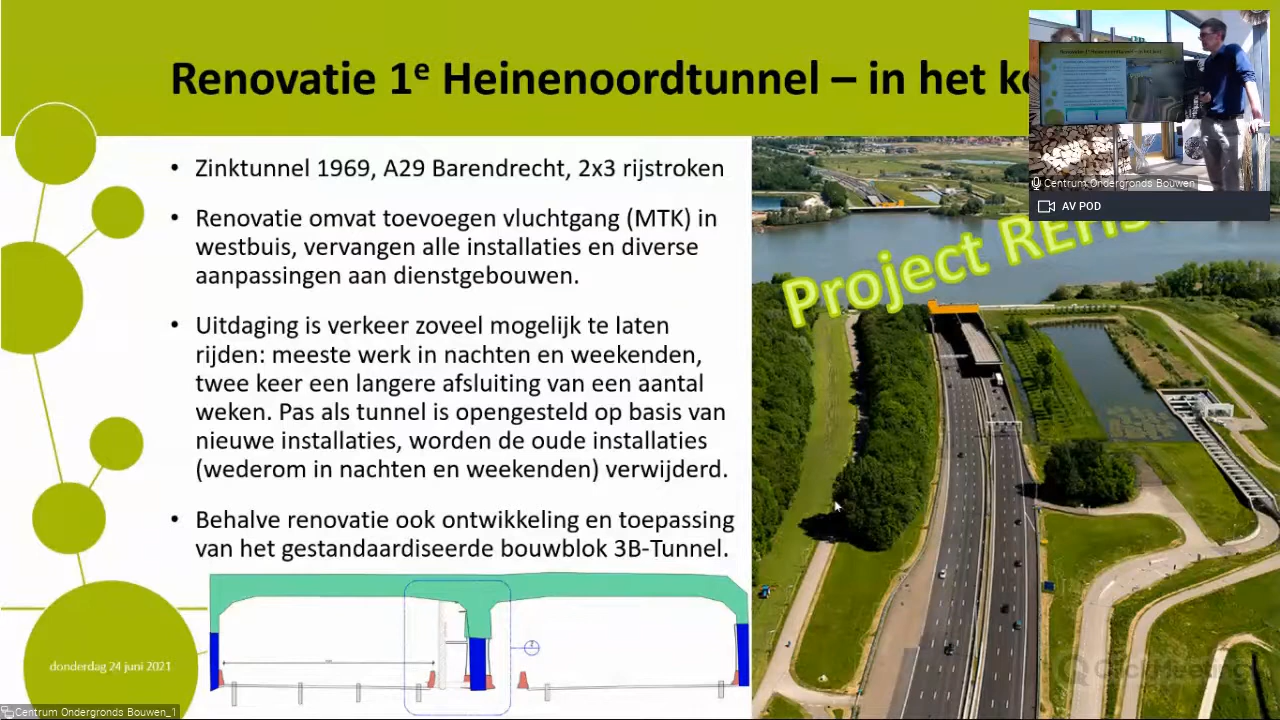 Renovatie 1e Heinenoordtunnel – in het
Centrum Ondergronds Bouwen
AV POD
• Zinktunnel 1969, A29 Barendrecht, 2x3 rijstroken
• Renovatie omvat toevoegen vluchtgang (MTK) in
westbuis, vervangen alle installaties en diverse
aanpassingen aan dienstgebouwen.
• Uitdaging is verkeer zoveel mogelijk te laten
rijden: meeste werk in nachten en weekenden,
twee keer een langere afsluiting van een aantal
weken. Pas als tunnel is opengesteld op basis van
nieuwe installaties, worden de oude installaties
(wederom in nachten en weekenden) verwijderd.
• Behalve renovatie ook ontwikkeling en toepassing
van het gestandaardiseerde bouwblok 3B-Tunnel.
Project
donderdag 24 juni 2021
ClickMeeting
Centrum Ondergronds Bouwen_1